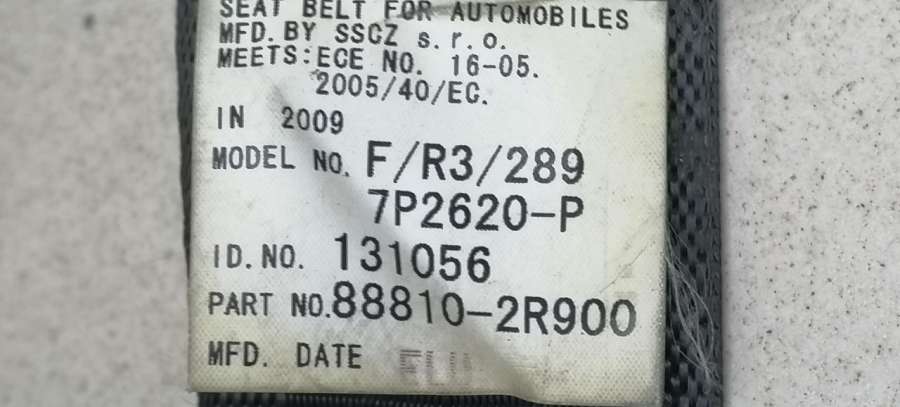 SEAT BELT FOR AUTOMOBILES
MFD. BY SSCZ s.r.o.
MEETS:ECE NO. 16-05.
2005/40/EC.
IN 2009
MODEL NO. F/R3/289
7P2620-P
ID.NO. 131056
PART NO.88810-2R900
MFD. DATE